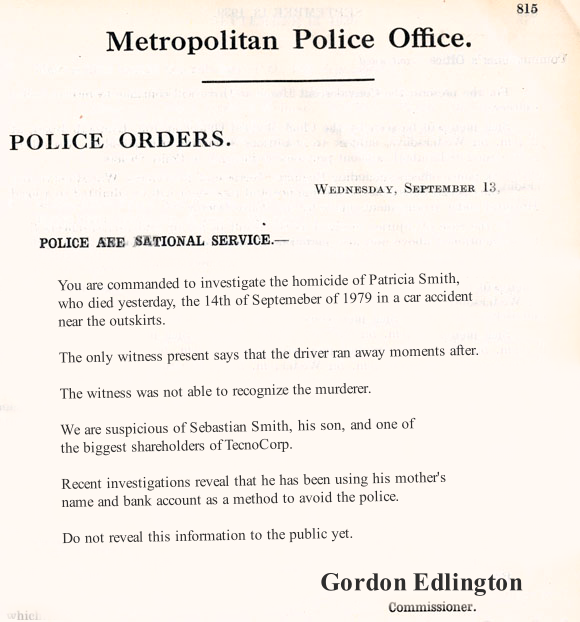 815
Metropolitan Police Office.
POLICE ORDERS.
WEDNESDAY, SEPTEMBER 13.
POLICE ARE SATIONAL SERVICE.—
You are commanded to investigate the homicide of Patricia Smith,
who died yesterday, the 14th of Septemeber of 1979 in a car accident
near the outskirts.
The only witness present says that the driver ran away moments after.
The witness was not able to recognize the murderer.
We are suspicious of Sebastian Smith, his son, and one of
the biggest shareholders of TecnoCorp.
Recent investigations reveal that he has been using his mother's
name and bank account as a method to avoid the police.
Do not reveal this information to the public yet.
Gordon Edlington
Commissioner.